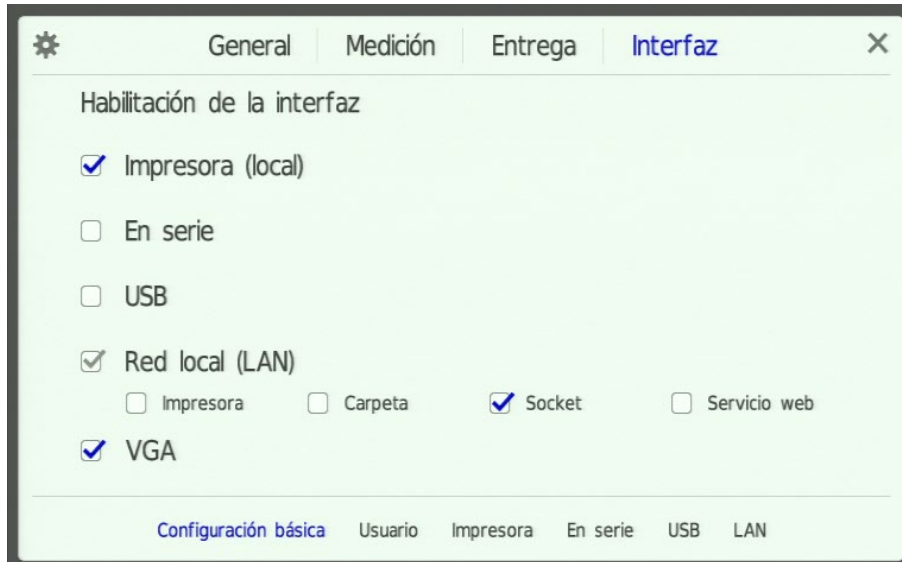 General Medición Entrega Interfaz
Habilitación de la interfaz
Impresora (local)
En serie
USB
Red local (LAN)
Impresora Carpeta Socket Servicio web
VGA
Configuración básica Usuario Impresora En serie USB LAN